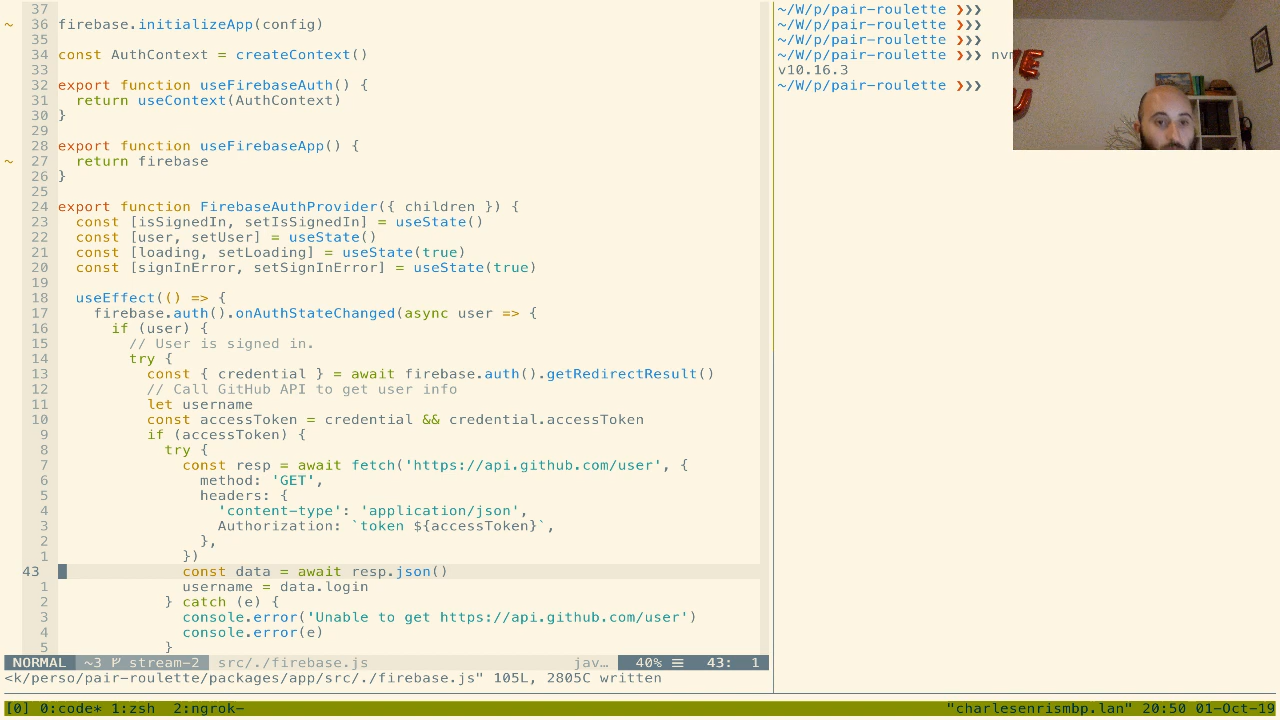 37
~ 36 firebase.initializeApp(config)
35
34 const AuthContext = createContext()
33
32 export function useFirebaseAuth() {
31   return useContext(AuthContext)
30 }
29
28 export function useFirebaseApp() {
~ 27   return firebase
26 }
25
24 export function FirebaseAuthProvider({ children }) {
23   const [isSignedIn, setIsSignedIn] = useState()
22   const [user, setUser] = useState()
21   const [loading, setLoading] = useState(true)
20   const [signInError, setSignInError] = useState(true)
19
18   useEffect(() => {
17     firebase.auth().onAuthStateChanged(async user => {
16       if (user) {
15         // User is signed in.
14         try {
13           const { credential } = await firebase.auth().getRedirectResult()
12           // Call GitHub API to get user info
11           let username
10           const accessToken = credential && credential.accessToken
9           if (accessToken) {
8             try {
7               const resp = await fetch('https://api.github.com/user', {
6                 method: 'GET',
5                 headers: {
4                   'content-type': 'application/json',
3                   Authorization: `token ${accessToken}`,
2                 },
1               })
43               const data = await resp.json()
1               username = data.login
2             } catch (e) {
3               console.error('Unable to get https://api.github.com/user')
4               console.error(e)
5             }
NORMAL ~3 stream-2 src/./firebase.js jav… 40% ☰ 43: 1
<k/perso/pair-roulette/packages/app/src/./firebase.js" 105L, 2805C written
~/W/p/pair-roulette ❯❯❯
~/W/p/pair-roulette ❯❯❯
~/W/p/pair-roulette ❯❯❯
~/W/p/pair-roulette ❯❯❯
v10.16.3
~/W/p/pair-roulette ❯❯❯
[0] 0:code* 1:zsh 2:ngrok- "charlesenrismbp.lan" 20:50 01-Oct-19